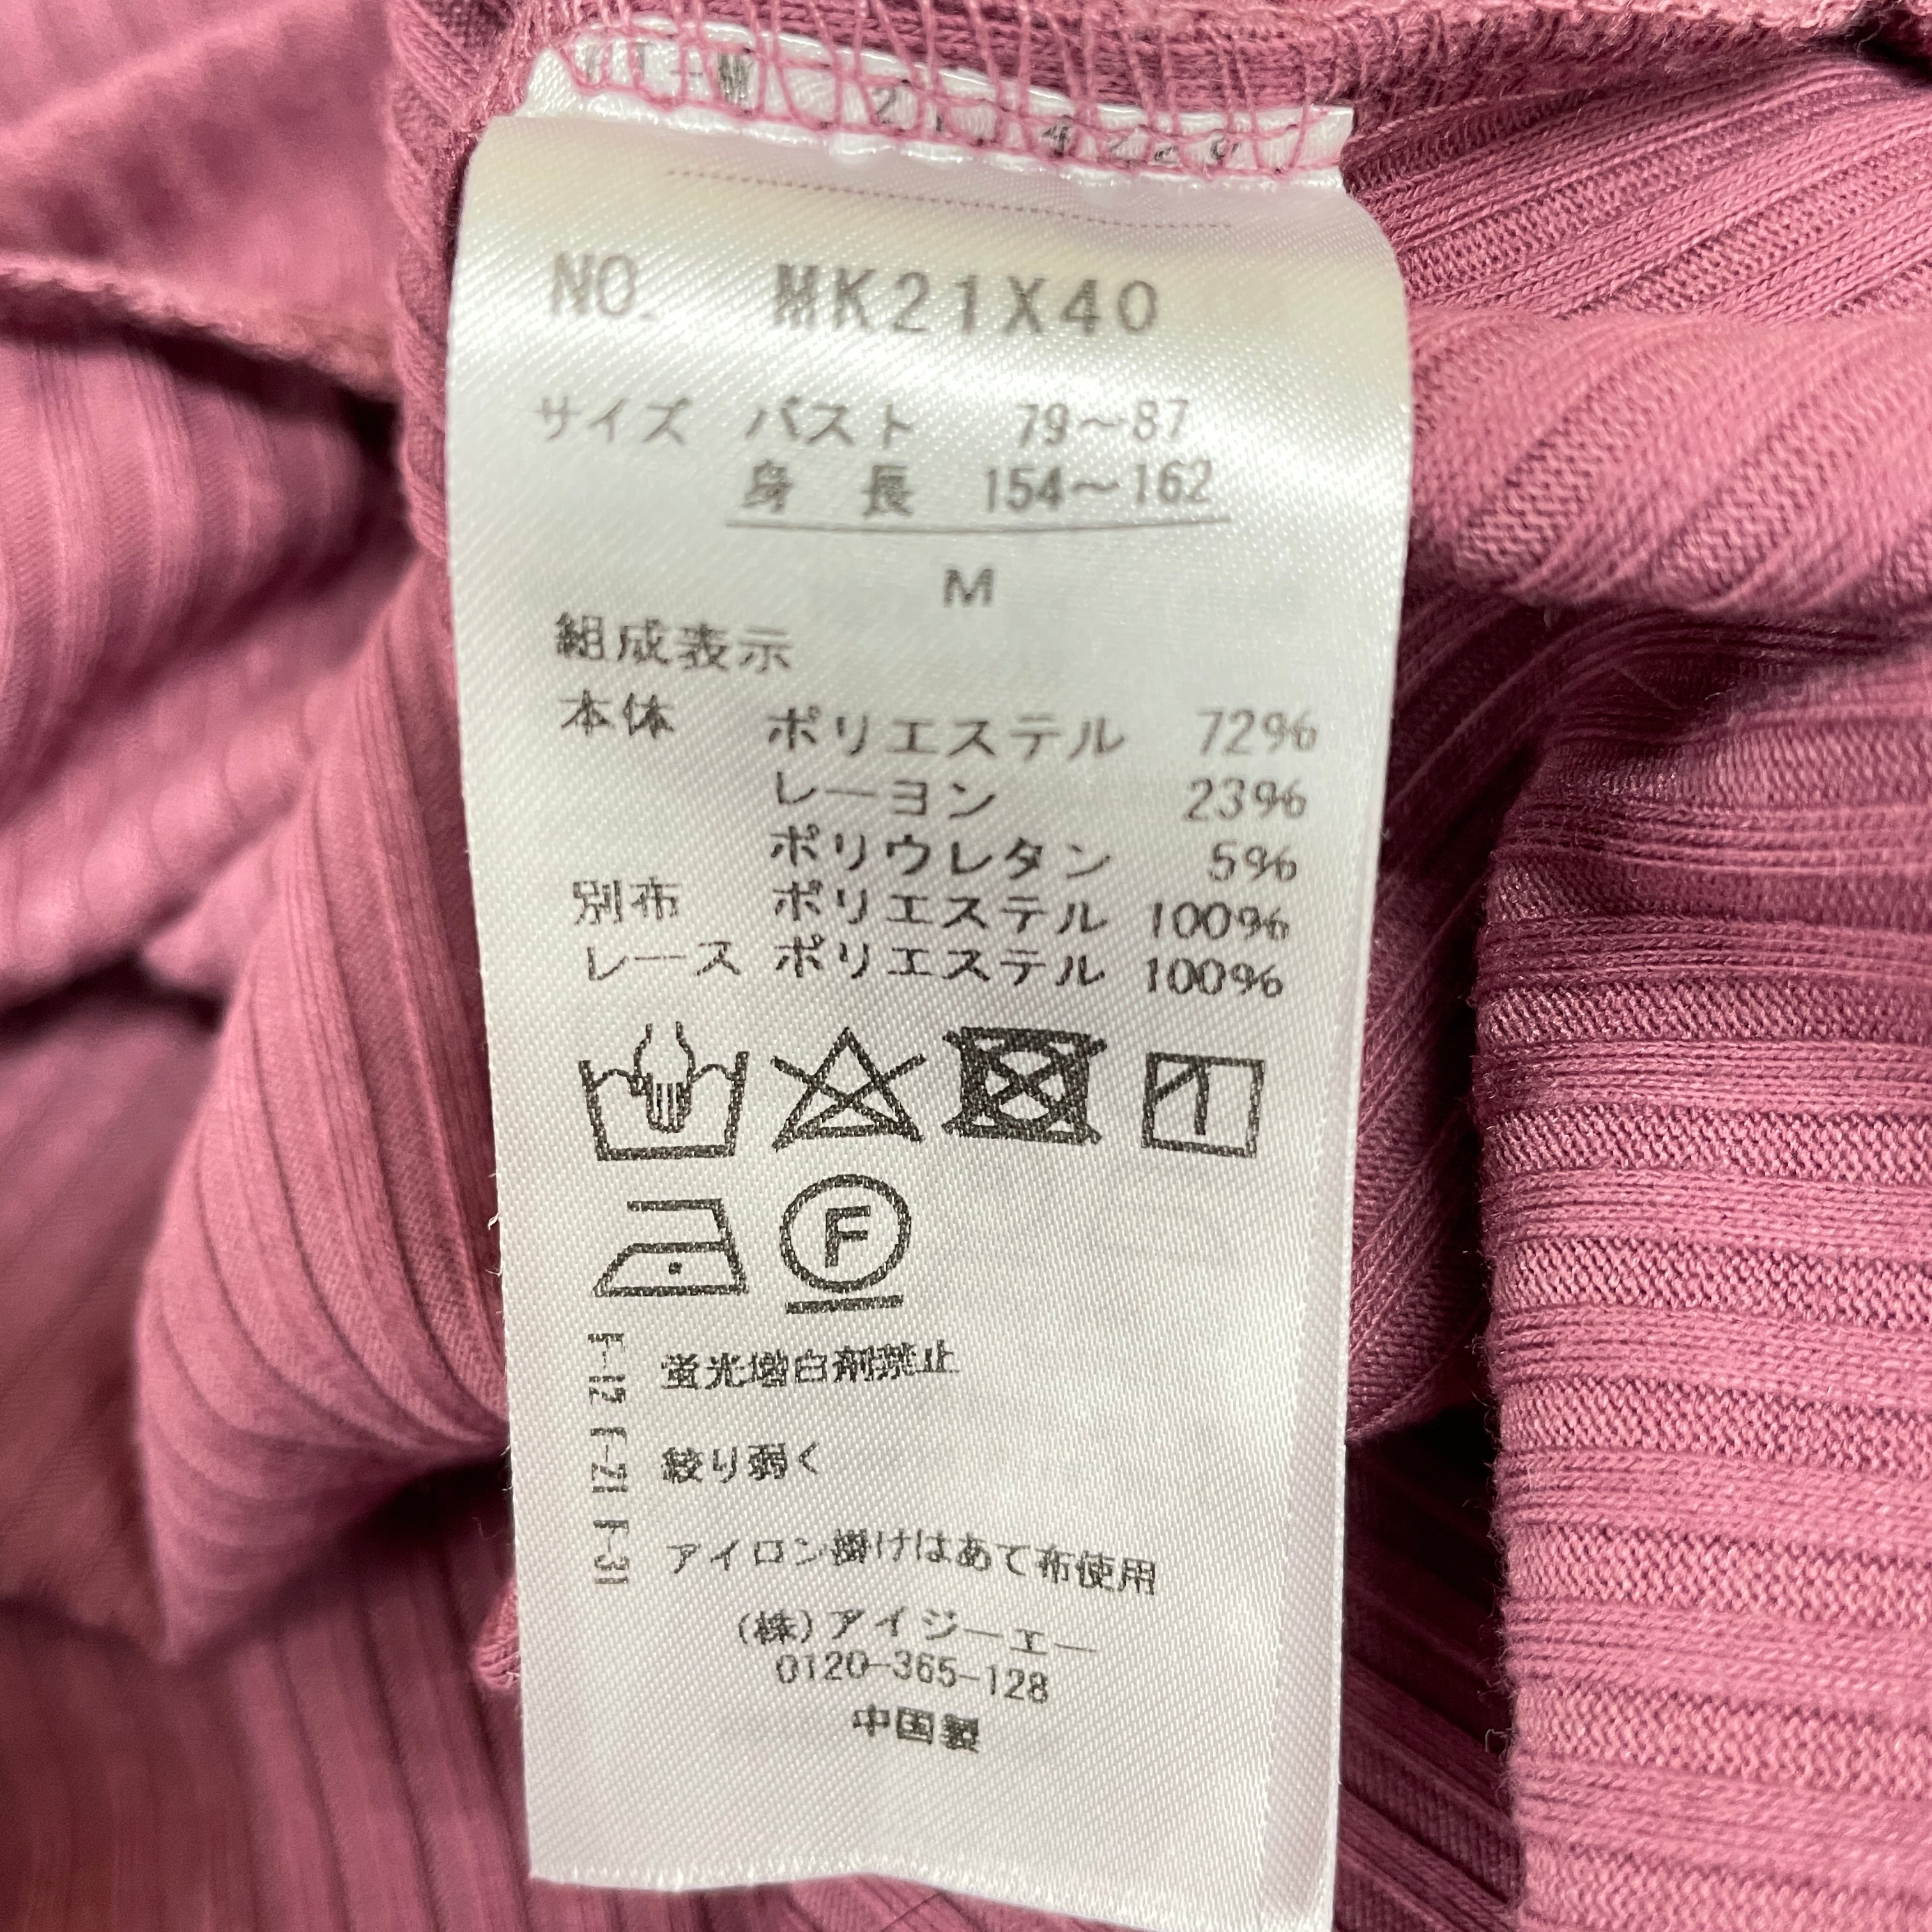 NO. MK21X40
サイズ バスト 79～87
身長 154～162
M
組成表示
本体 ポリエステル 72%
レーヨン 23%
ポリウレタン 5%
別布 ポリエステル 100%
レース ポリエステル 100%
F
F-12 蛍光増白剤禁止
F-21 絞り弱く
F-31 アイロン掛けはあて布使用
(株)アイジーエー
0120-365-128
中国製